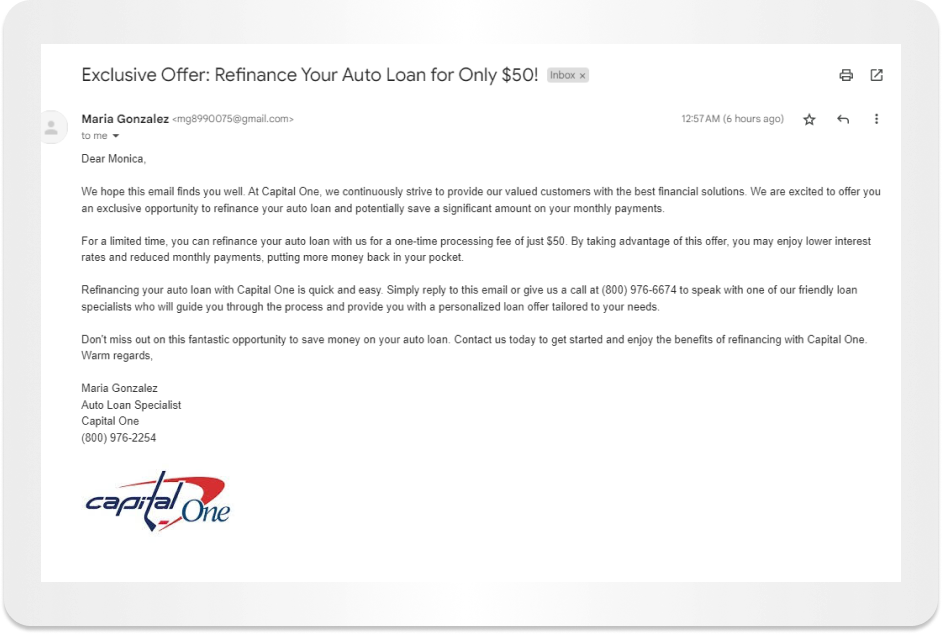 Exclusive Offer: Refinance Your Auto Loan for Only $50! Inbox x
Maria Gonzalez <mg8990075@gmail.com> 12:57 AM (6 hours ago)
to me
Dear Monica,
We hope this email finds you well. At Capital One, we continuously strive to provide our valued customers with the best financial solutions. We are excited to offer you
an exclusive opportunity to refinance your auto loan and potentially save a significant amount on your monthly payments.
For a limited time, you can refinance your auto loan with us for a one-time processing fee of just $50. By taking advantage of this offer, you may enjoy lower interest
rates and reduced monthly payments, putting more money back in your pocket.
Refinancing your auto loan with Capital One is quick and easy. Simply reply to this email or give us a call at (800) 976-6674 to speak with one of our friendly loan
specialists who will guide you through the process and provide you with a personalized loan offer tailored to your needs.
Don't miss out on this fantastic opportunity to save money on your auto loan. Contact us today to get started and enjoy the benefits of refinancing with Capital One.
Warm regards,
Maria Gonzalez
Auto Loan Specialist
Capital One
(800) 976-2254
capital One